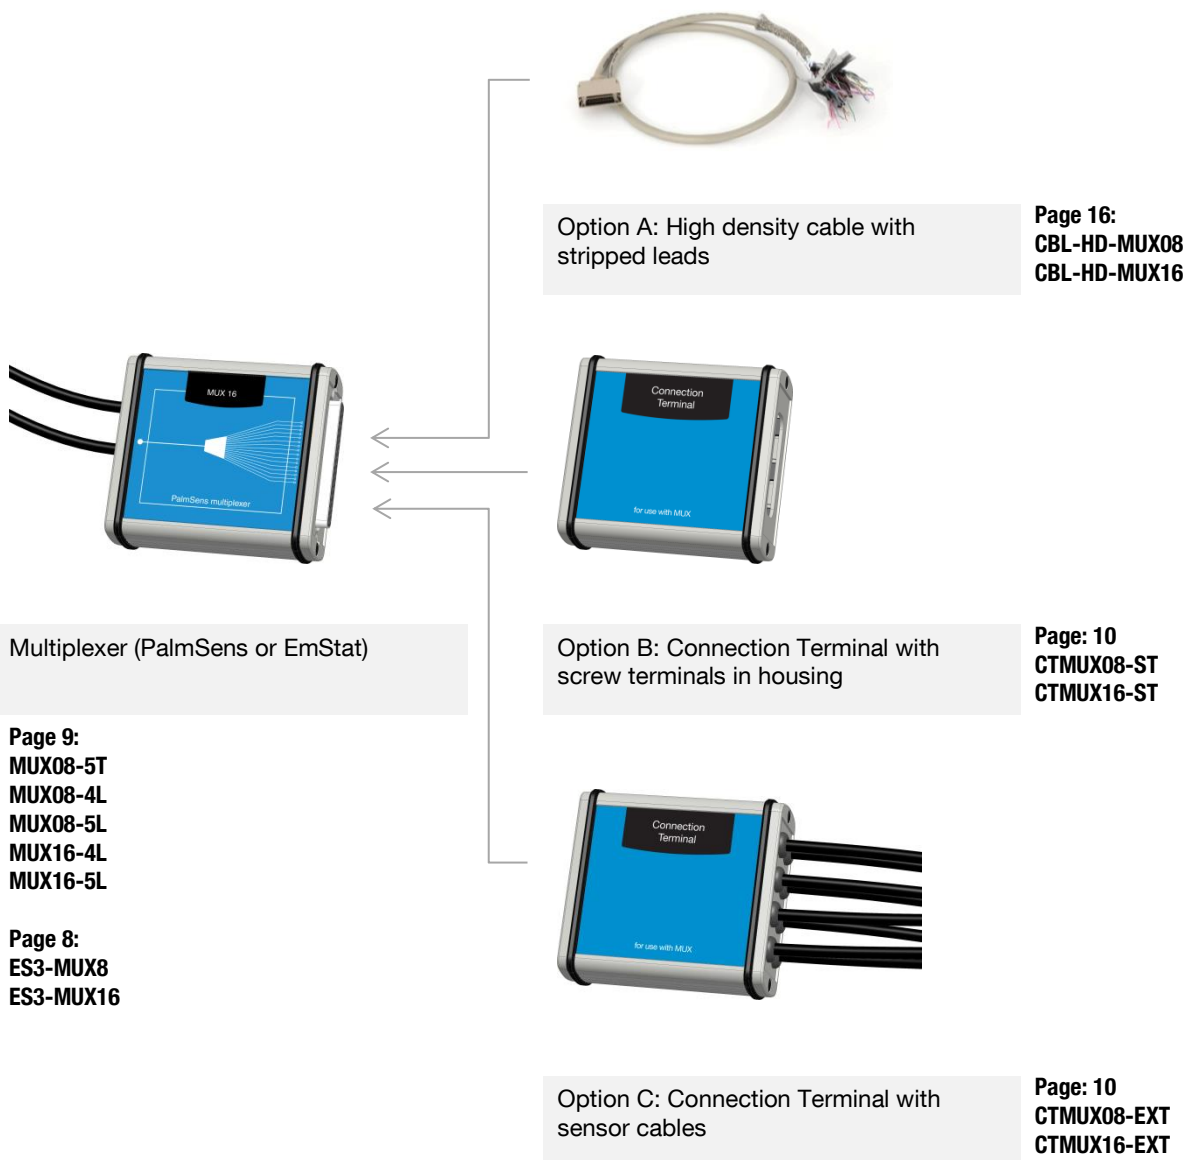 Option A: High density cable with
stripped leads
Page 16:
CBL-HD-MUX08
CBL-HD-MUX16
MUX 16
PalmSens multiplexer
Connection
Terminal
for use with MUX
Multiplexer (PalmSens or EmStat)
Option B: Connection Terminal with
screw terminals in housing
Page: 10
CTMUX08-ST
CTMUX16-ST
Page 9:
MUX08-5T
MUX08-4L
MUX08-5L
MUX16-4L
MUX16-5L
Page 8:
ES3-MUX8
ES3-MUX16
Connection
Terminal
for use with MUX
Option C: Connection Terminal with
sensor cables
Page: 10
CTMUX08-EXT
CTMUX16-EXT